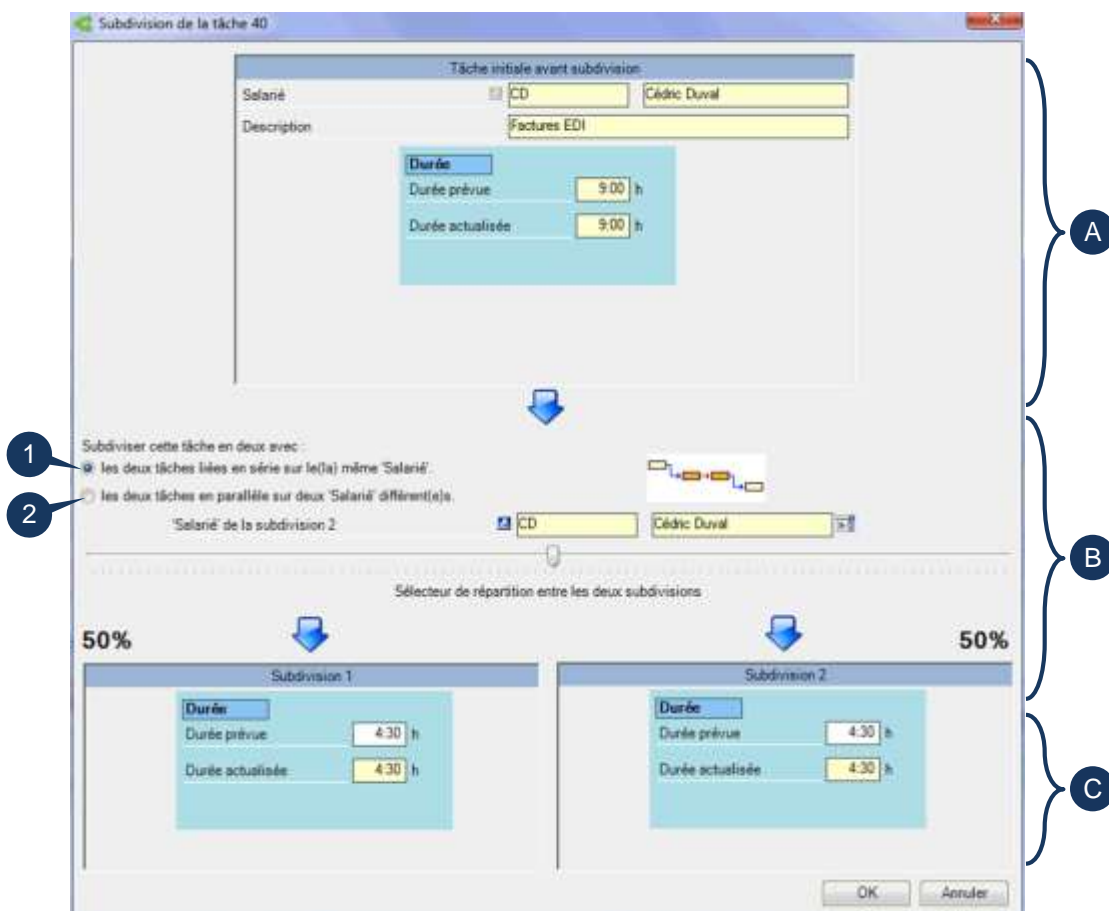 Subdivision de la tâche 40
x
Tâche initiale avant subdivision
Salarié CD Cédric Duval
Description Factures EDI
Durée
Durée prévue 9:00 h
Durée actualisée 9:00 h
A
Subdiviser cette tâche en deux avec :
1
les deux tâches liées en série sur le(la) même 'Salarié'.
2
les deux tâches en parallèle sur deux 'Salarié' différent(e)s.
'Salarié' de la subdivision 2 CD Cédric Duval
B
Sélecteur de répartition entre les deux subdivisions
50% 50%
Subdivision 1 Subdivision 2
Durée Durée
Durée prévue 4:30 h Durée prévue 4:30 h
Durée actualisée 4:30 h Durée actualisée 4:30 h
C
OK Annuler